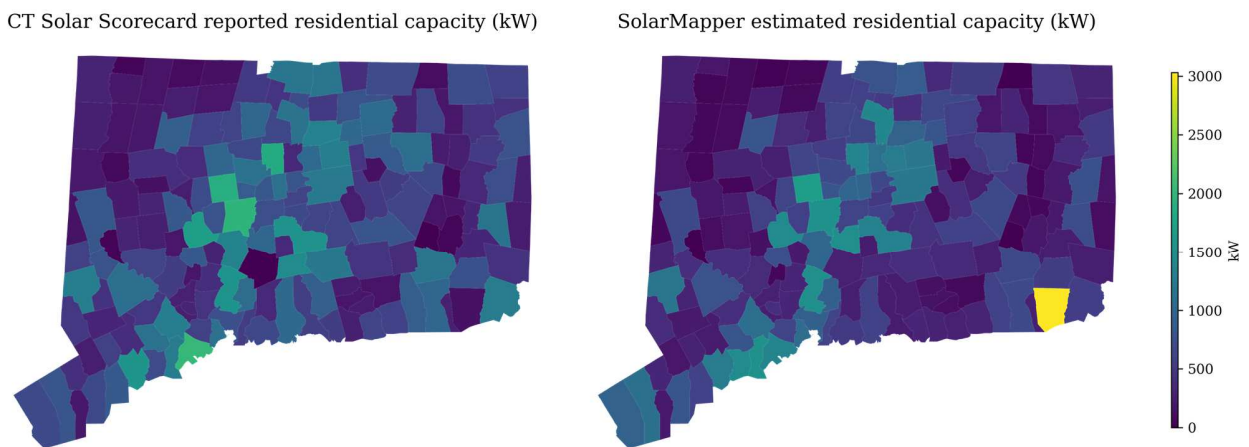 CT Solar Scorecard reported residential capacity (kW)
SolarMapper estimated residential capacity (kW)
3000
2500
2000
1500
1000
500
0
kW